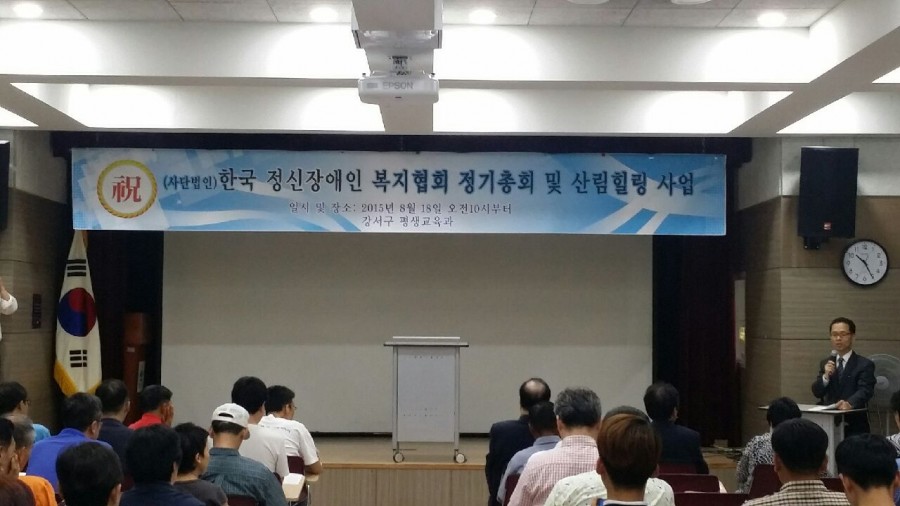 EPSON
祝 (사단법인)한국 정신장애인 복지협회 정기총회 및 산림힐링 사업
일시 및 장소: 2015년 8월 18일 오전10시부터
강서구 평생교육과